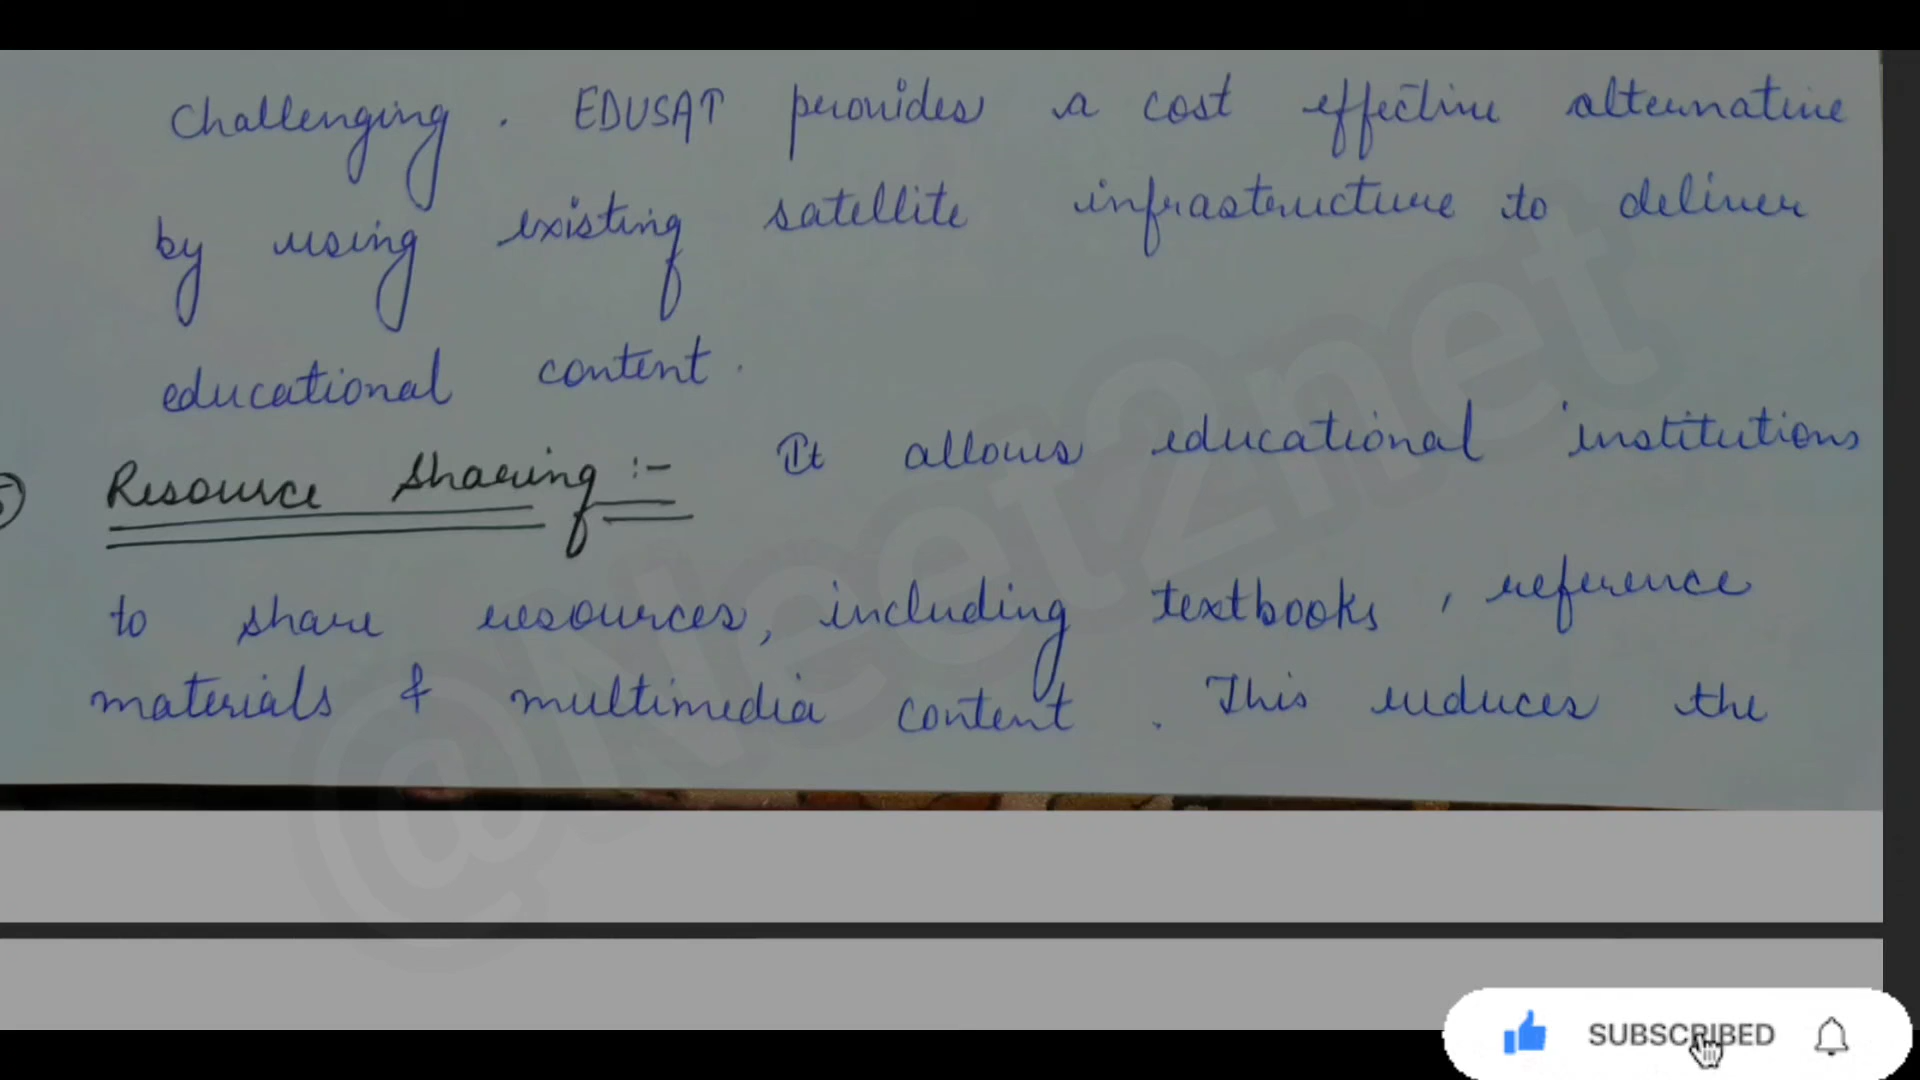 Challenging. EDUSAT provides a cost effective alternative
by using existing satellite infrastructure to deliver
educational content.
Resource Sharing :- It allows educational institutions
to share resources, including textbooks, reference
materials & multimedia content. This reduces the
@Neet2net
SUBSCRIBED